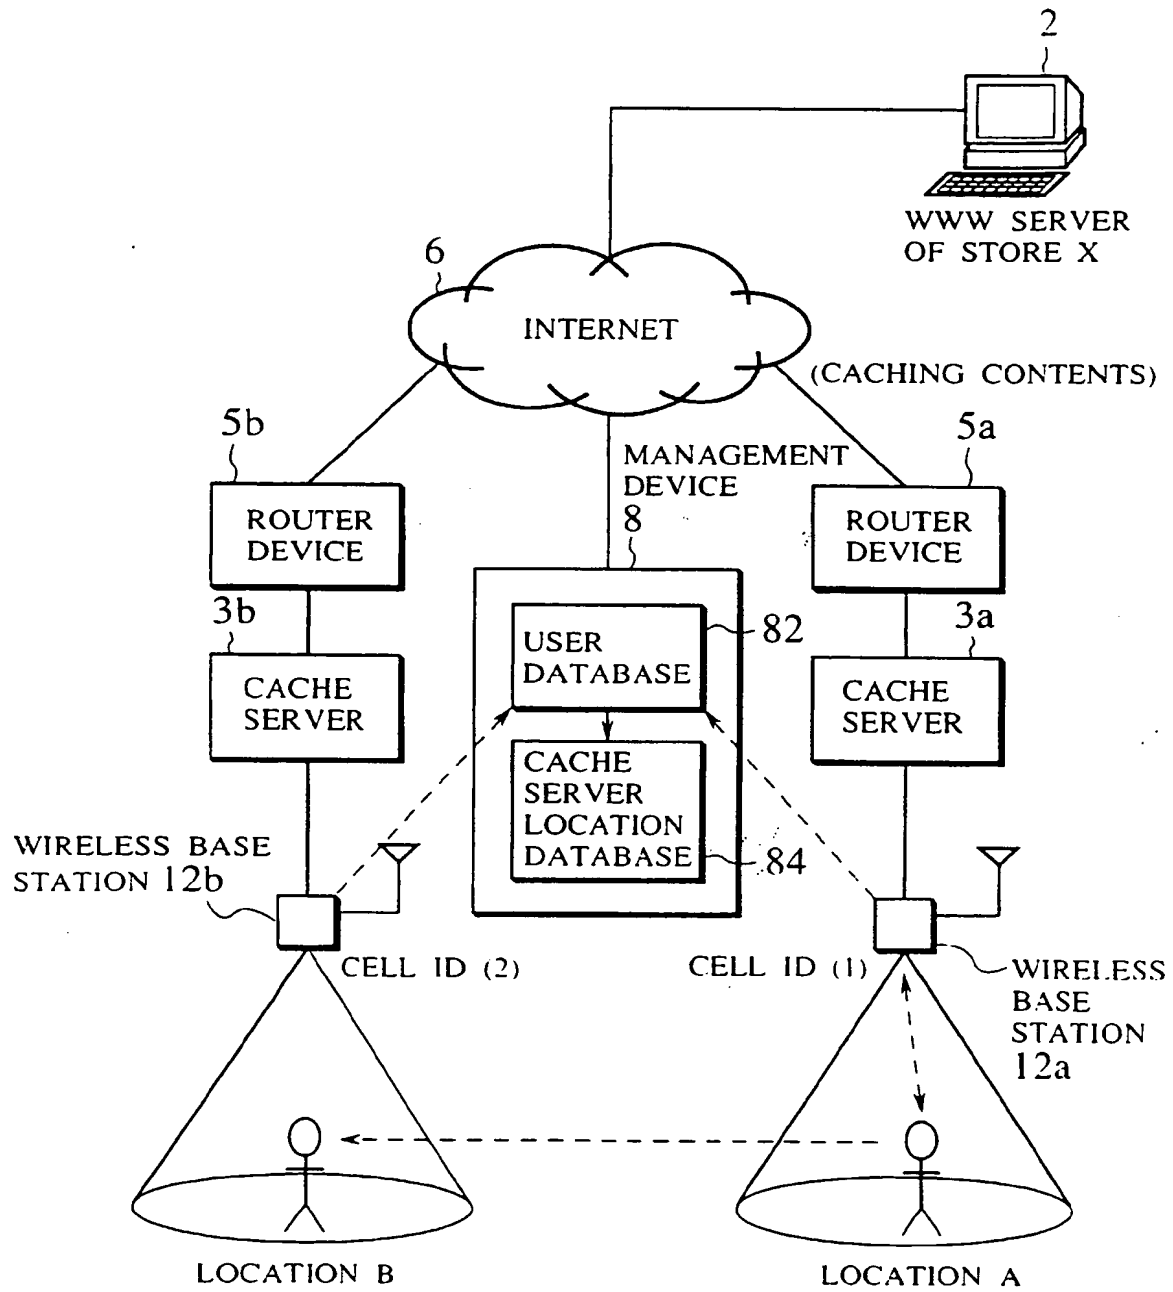 2
WWW SERVER
OF STORE X
6
INTERNET
(CACHING CONTENTS)
5b
5a
MANAGEMENT
DEVICE
8
ROUTER
DEVICE
ROUTER
DEVICE
3b
3a
USER
DATABASE
82
CACHE
SERVER
CACHE
SERVER
CACHE
SERVER
LOCATION
DATABASE
84
WIRELESS BASE
STATION 12b
CELL ID (2)
CELL ID (1)
WIRELESS
BASE
STATION
12a
LOCATION B
LOCATION A